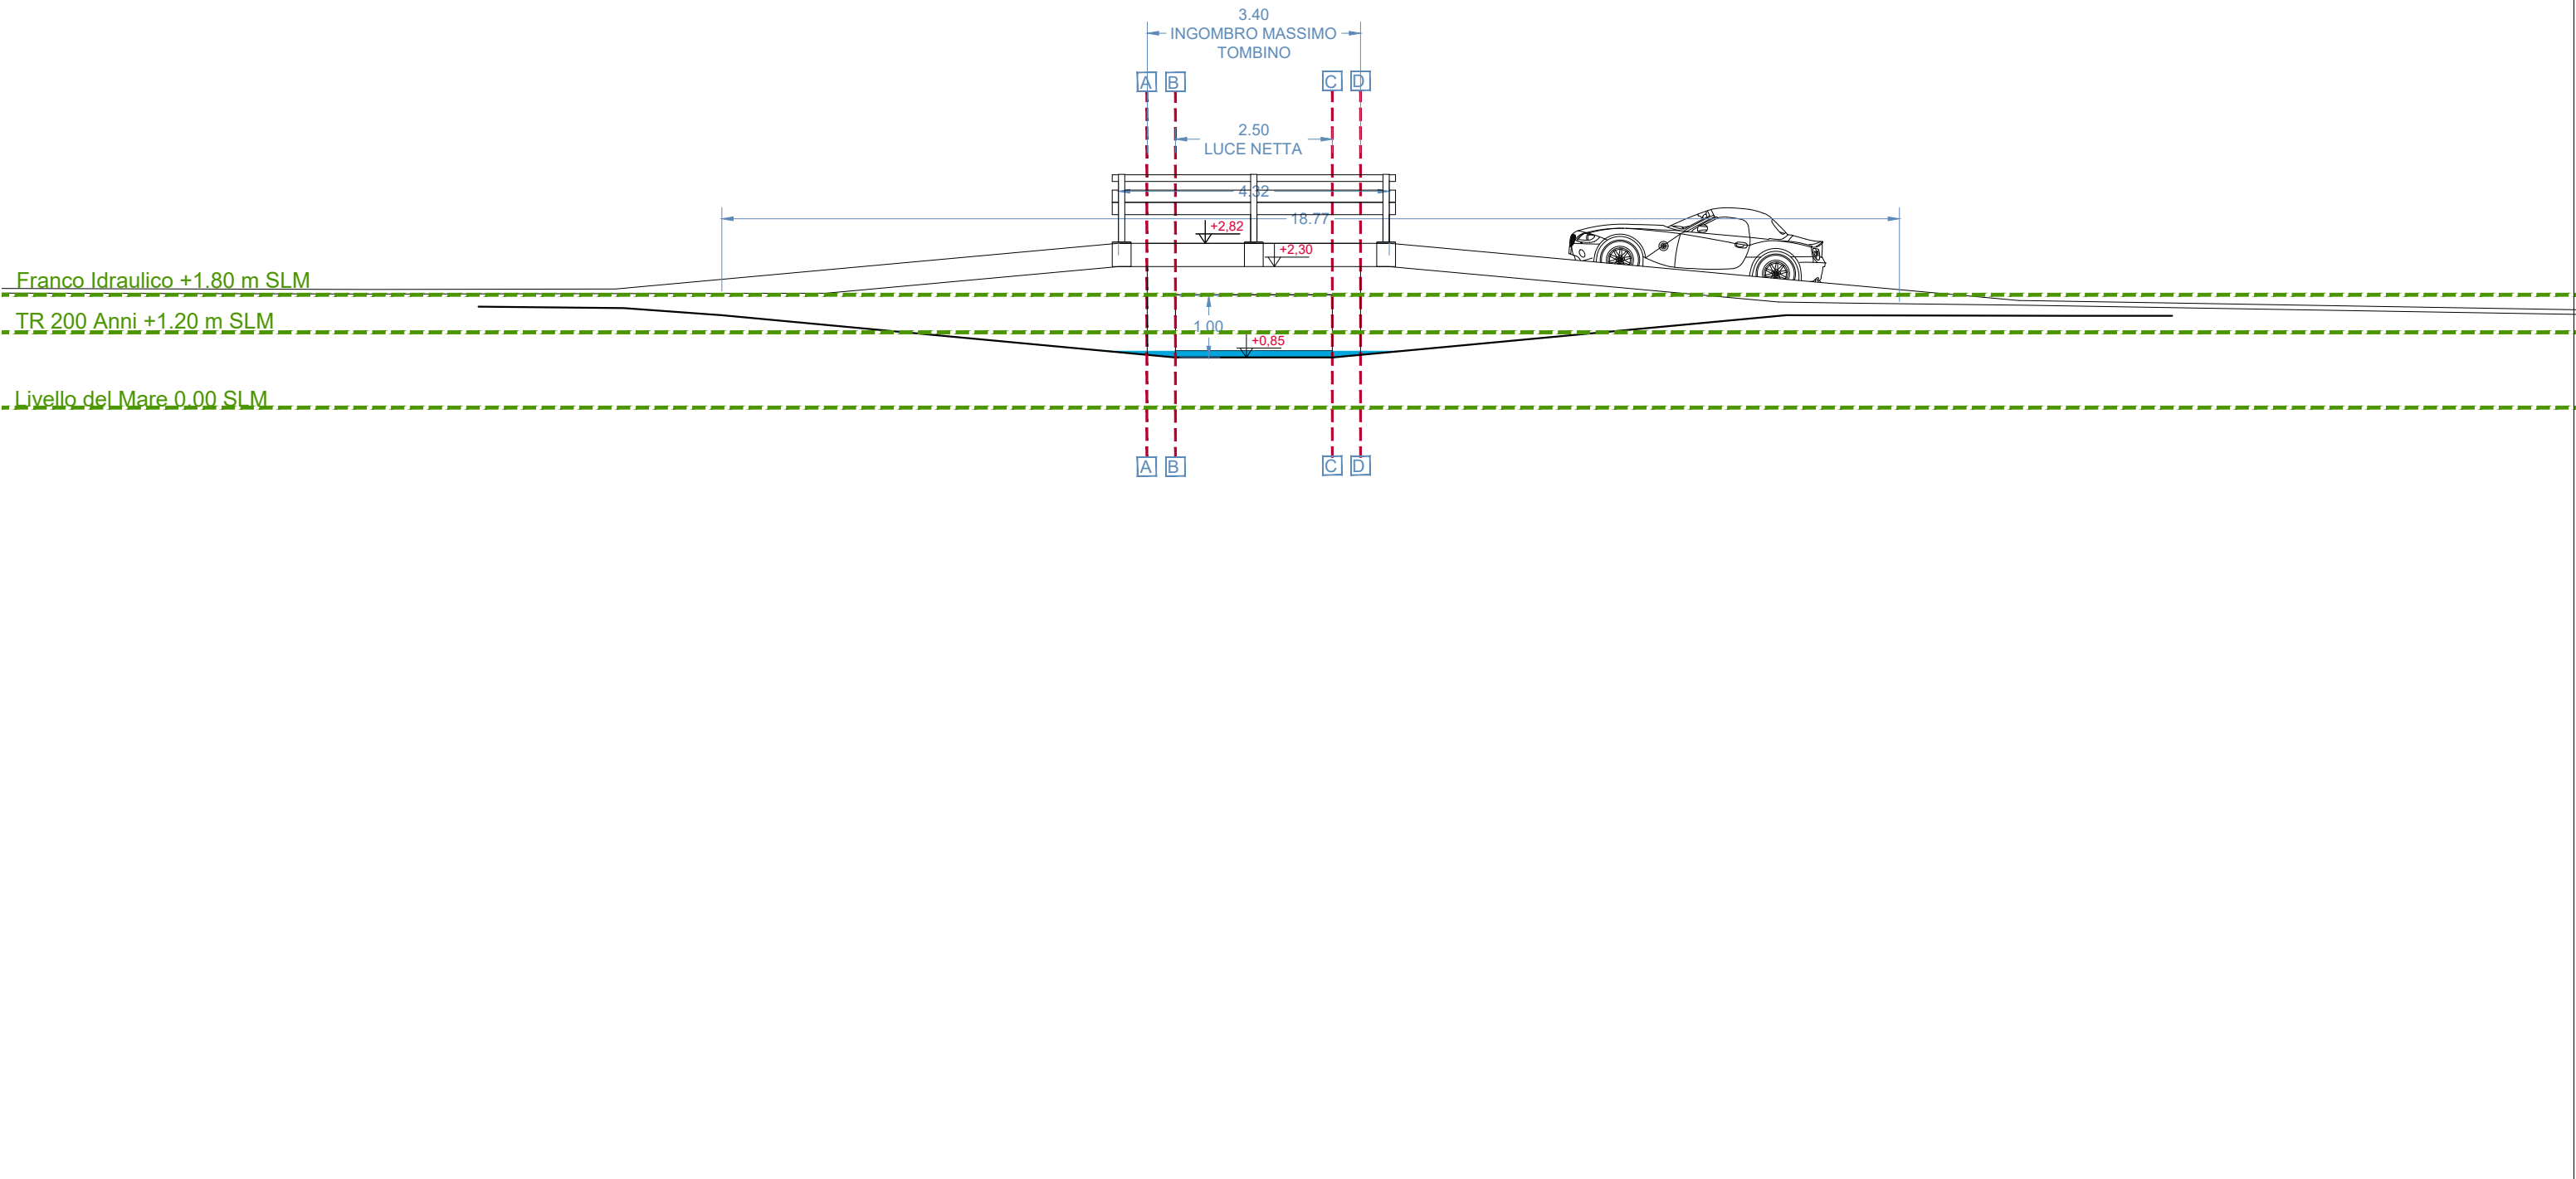 3.40
INGOMBRO MASSIMO
TOMBINO
A B C D
2.50
LUCE NETTA
4.32
18.77
+2,82
+2,30
Franco Idraulico +1.80 m SLM
TR 200 Anni +1.20 m SLM
1.00
+0,85
Livello del Mare 0.00 SLM
A B C D